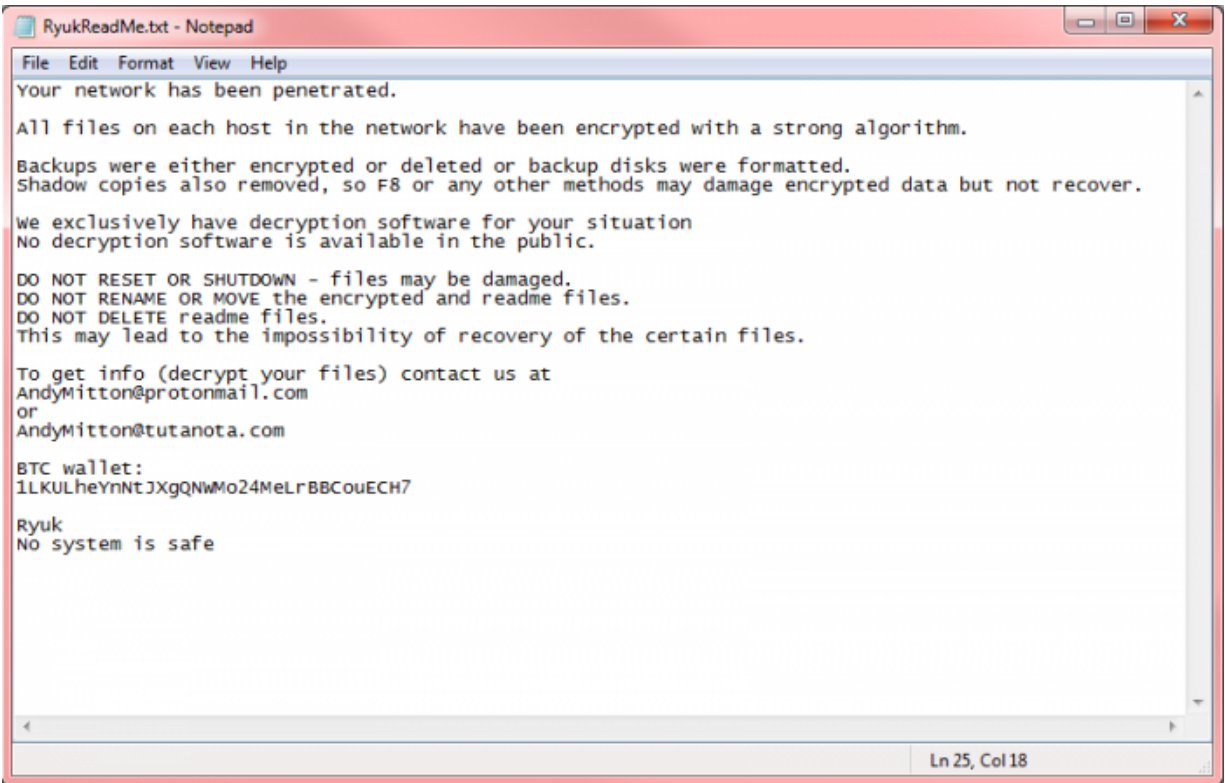 RyukReadMe.txt - Notepad
File Edit Format View Help
Your network has been penetrated.
All files on each host in the network have been encrypted with a strong algorithm.
Backups were either encrypted or deleted or backup disks were formatted.
Shadow copies also removed, so F8 or any other methods may damage encrypted data but not recover.
We exclusively have decryption software for your situation
No decryption software is available in the public.
DO NOT RESET OR SHUTDOWN - files may be damaged.
DO NOT RENAME OR MOVE the encrypted and readme files.
DO NOT DELETE readme files.
This may lead to the impossibility of recovery of the certain files.
To get info (decrypt your files) contact us at
AndyMitton@protonmail.com
or
AndyMitton@tutanota.com
BTC wallet:
1LKULheYnNtJXgQNWMo24MeLrBBCouECH7
Ryuk
No system is safe
Ln 25, Col 18